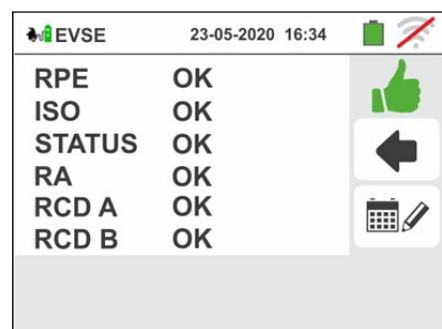 EVSE 23-05-2020 16:34
RPE OK
ISO OK
STATUS OK
RA OK
RCD A OK
RCD B OK